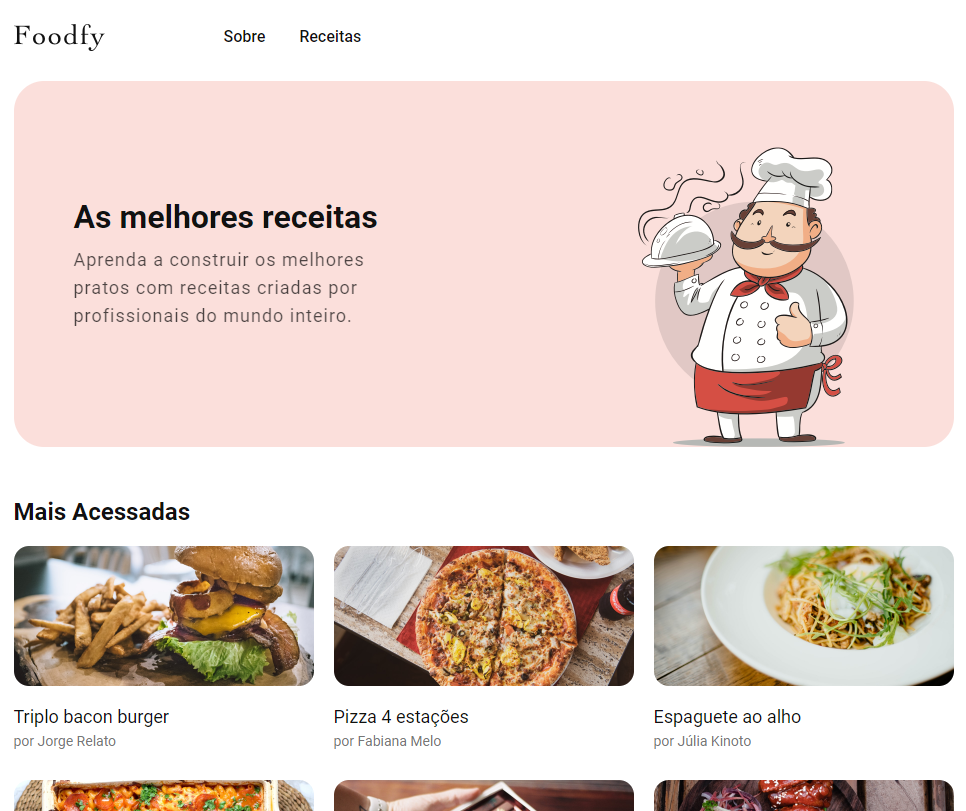 Foodfy
Sobre
Receitas
As melhores receitas
Aprenda a construir os melhores
pratos com receitas criadas por
profissionais do mundo inteiro.
Mais Acessadas
Triplo bacon burger
por Jorge Relato
Pizza 4 estações
por Fabiana Melo
Espaguete ao alho
por Júlia Kinoto